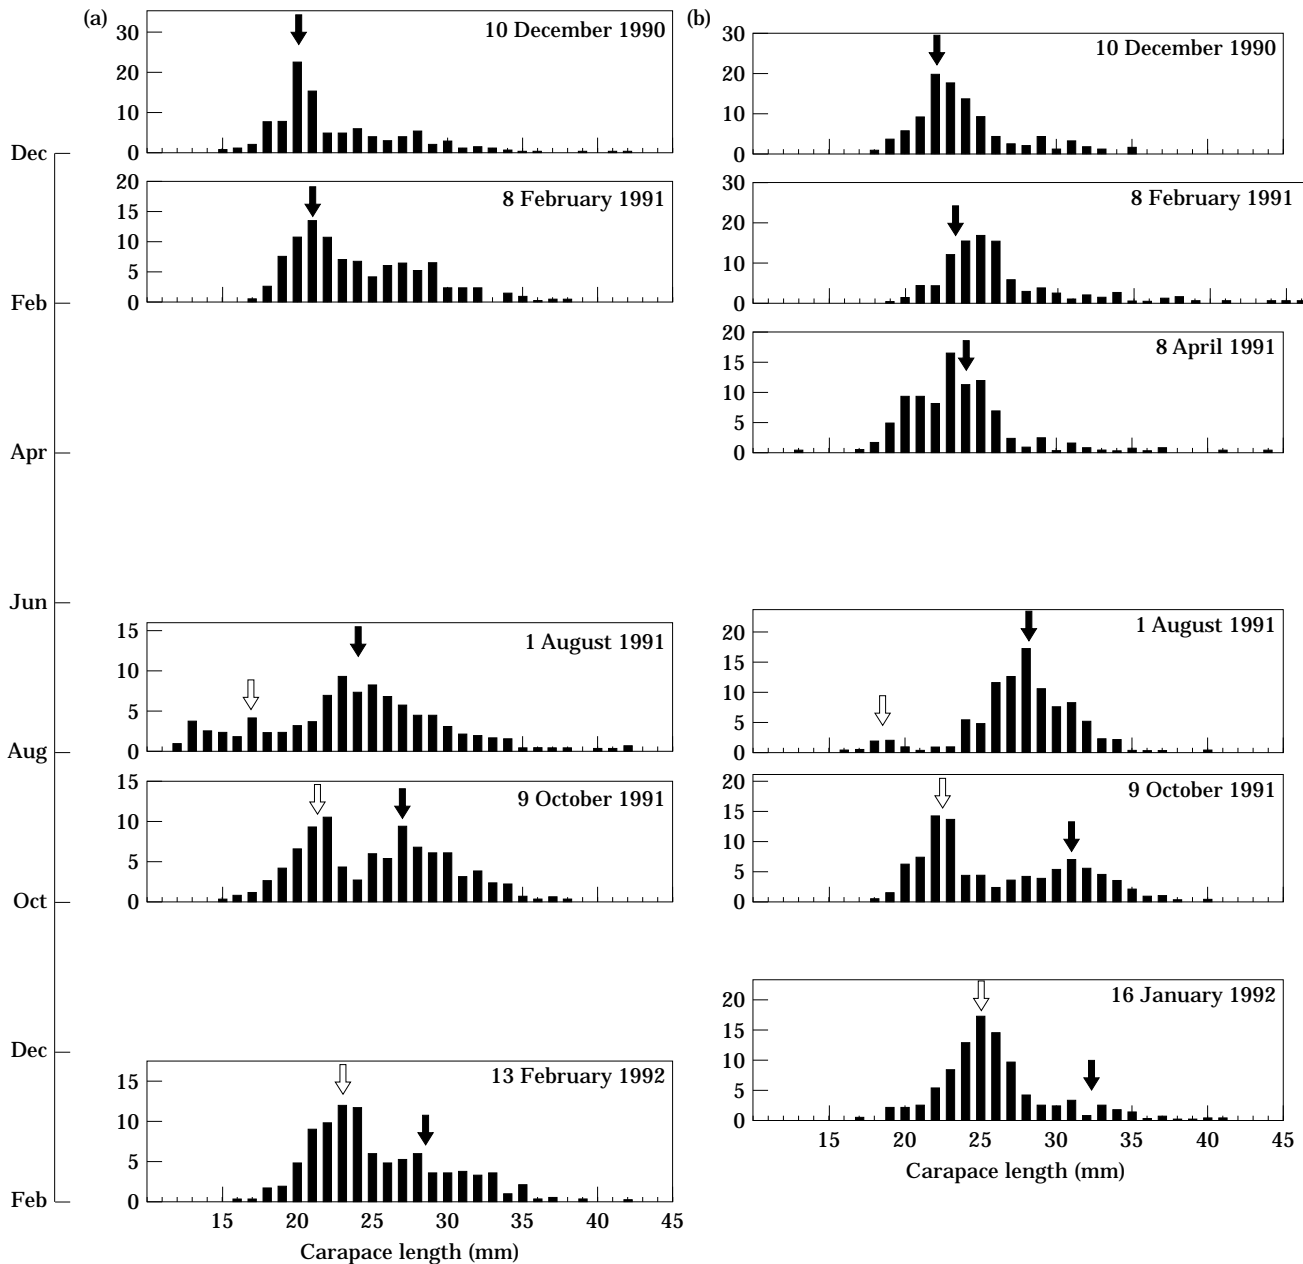 (a)
30
20
10
0
10 December 1990
(b)
30
20
10
0
10 December 1990
Dec
20
15
10
5
0
8 February 1991
30
20
10
0
8 February 1991
Feb
20
15
10
5
0
8 April 1991
Apr
Jun
15
10
5
0
1 August 1991
20
15
10
5
0
1 August 1991
Aug
15
10
5
0
9 October 1991
20
15
10
5
0
9 October 1991
Oct
20
15
10
5
0
16 January 1992
15 20 25 30 35 40 45
Carapace length (mm)
Dec
15
10
5
0
13 February 1992
Feb
15 20 25 30 35 40 45
Carapace length (mm)